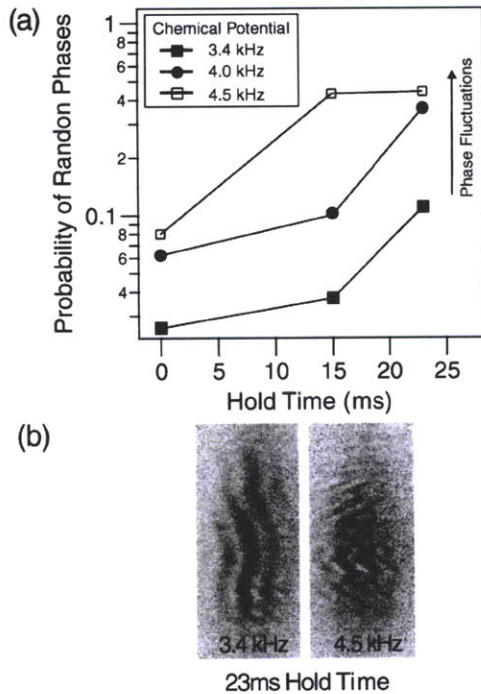 (a)
Chemical Potential
3.4 kHz
4.0 kHz
4.5 kHz
Probability of Randon Phases
1
8
6
4
2
0.1
8
6
4
Phase Fluctuations
0 5 10 15 20 25
Hold Time (ms)
(b)
3.4 kHz 4.5 kHz
23ms Hold Time